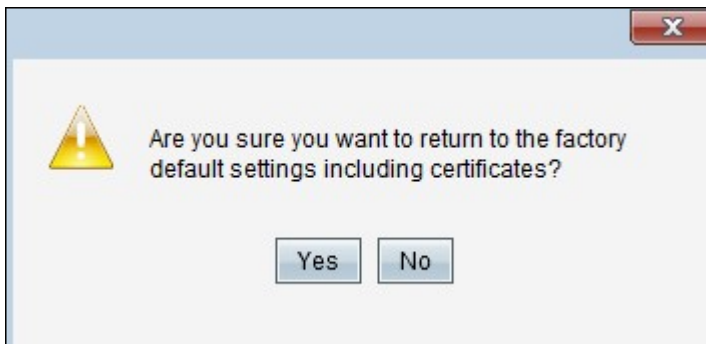 Are you sure you want to return to the factory
default settings including certificates?
Yes No